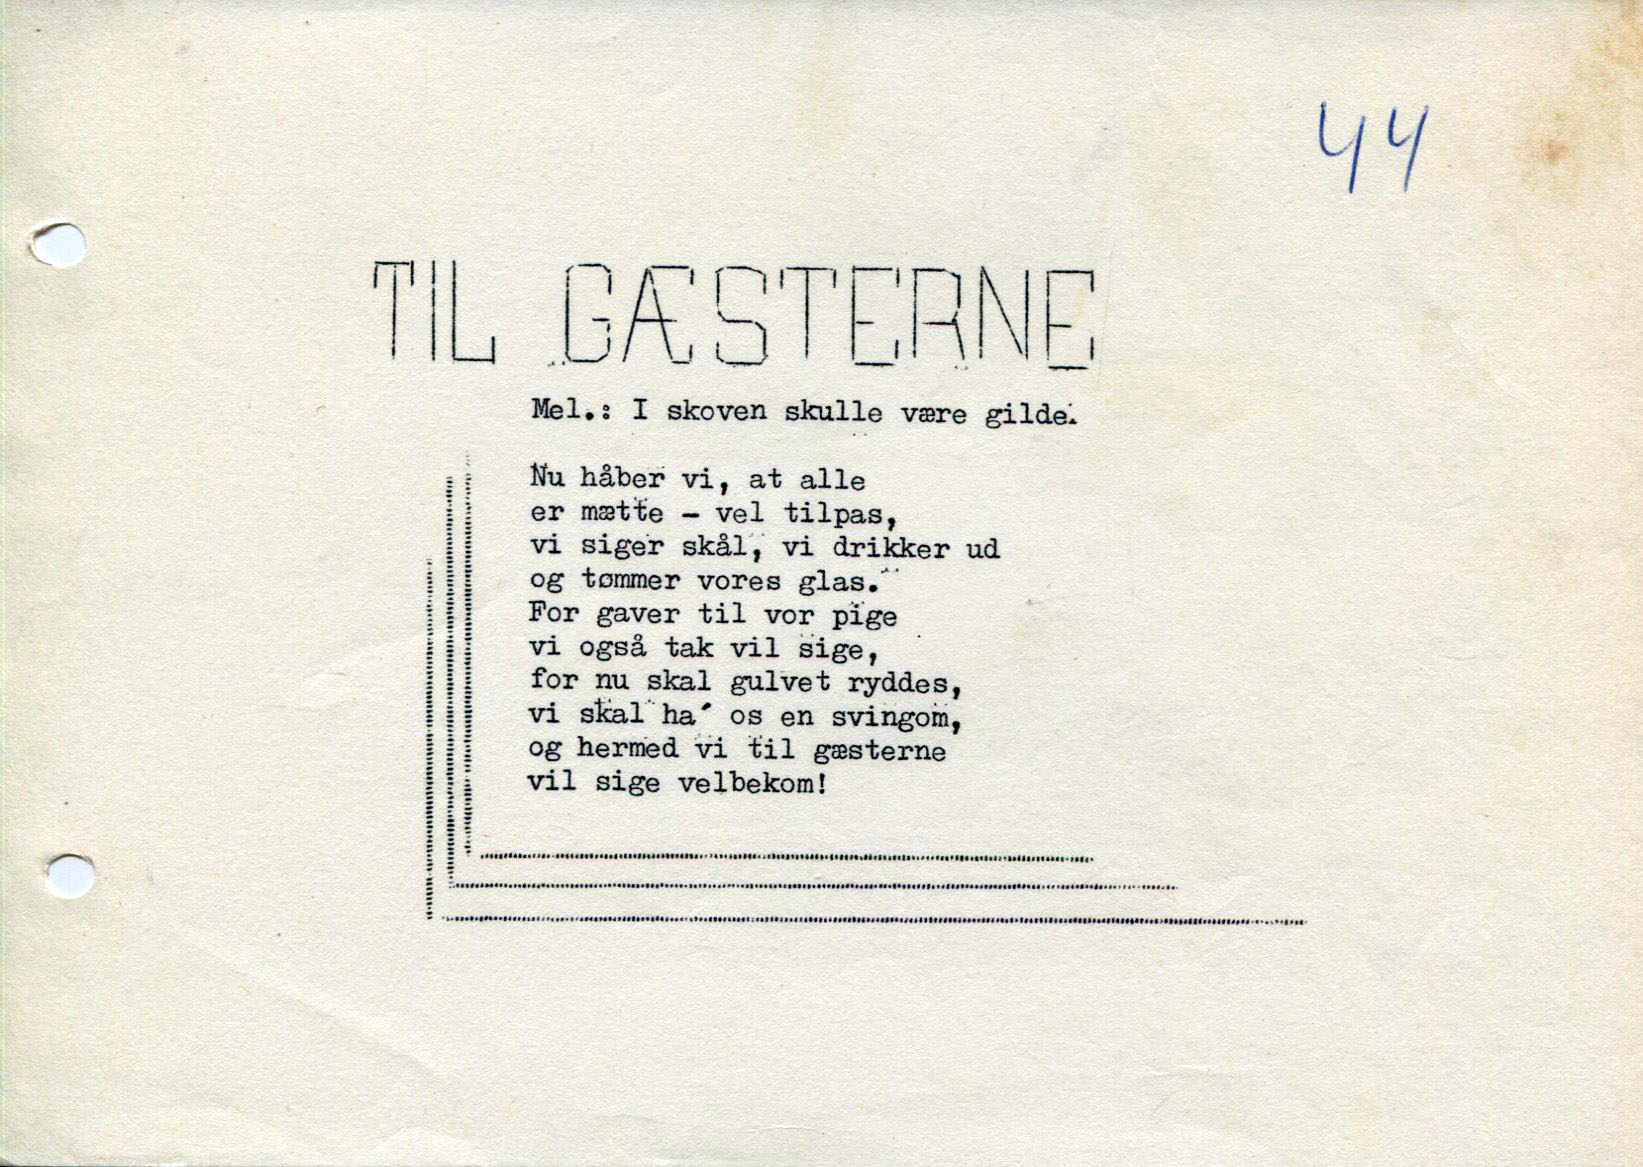 44
TIL GÆSTERNE
Mel.: I skoven skulle være gilde.
Nu håber vi, at alle
er mætte - vel tilpas,
vi siger skål, vi drikker ud
og tømmer vores glas.
For gaver til vor pige
vi også tak vil sige,
for nu skal gulvet ryddes,
vi skal ha´ os en svingom,
og hermed vi til gæsterne
vil sige velbekom!